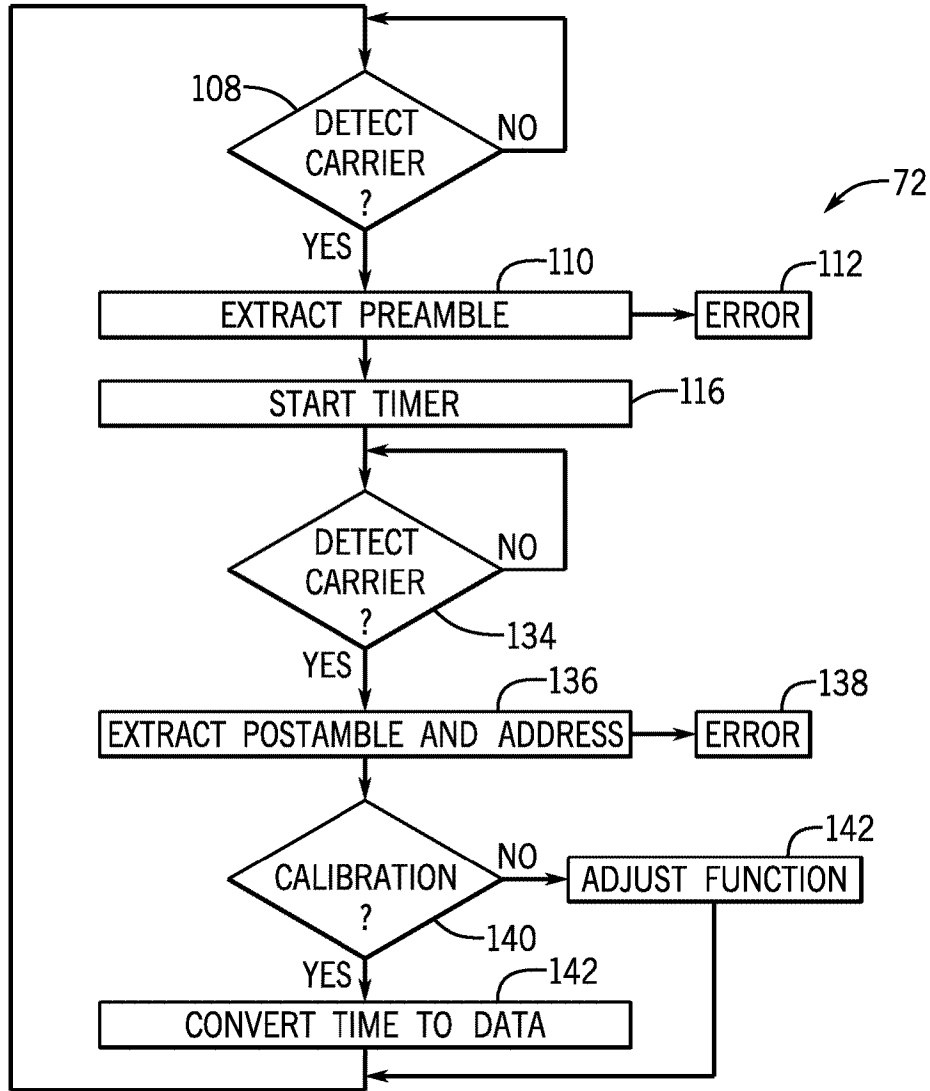 108
DETECT
CARRIER
?
NO
YES
72
110
EXTRACT PREAMBLE
112
ERROR
START TIMER
116
DETECT
CARRIER
?
NO
134
YES
136
EXTRACT POSTAMBLE AND ADDRESS
138
ERROR
CALIBRATION
?
NO
140
142
ADJUST FUNCTION
YES
142
CONVERT TIME TO DATA